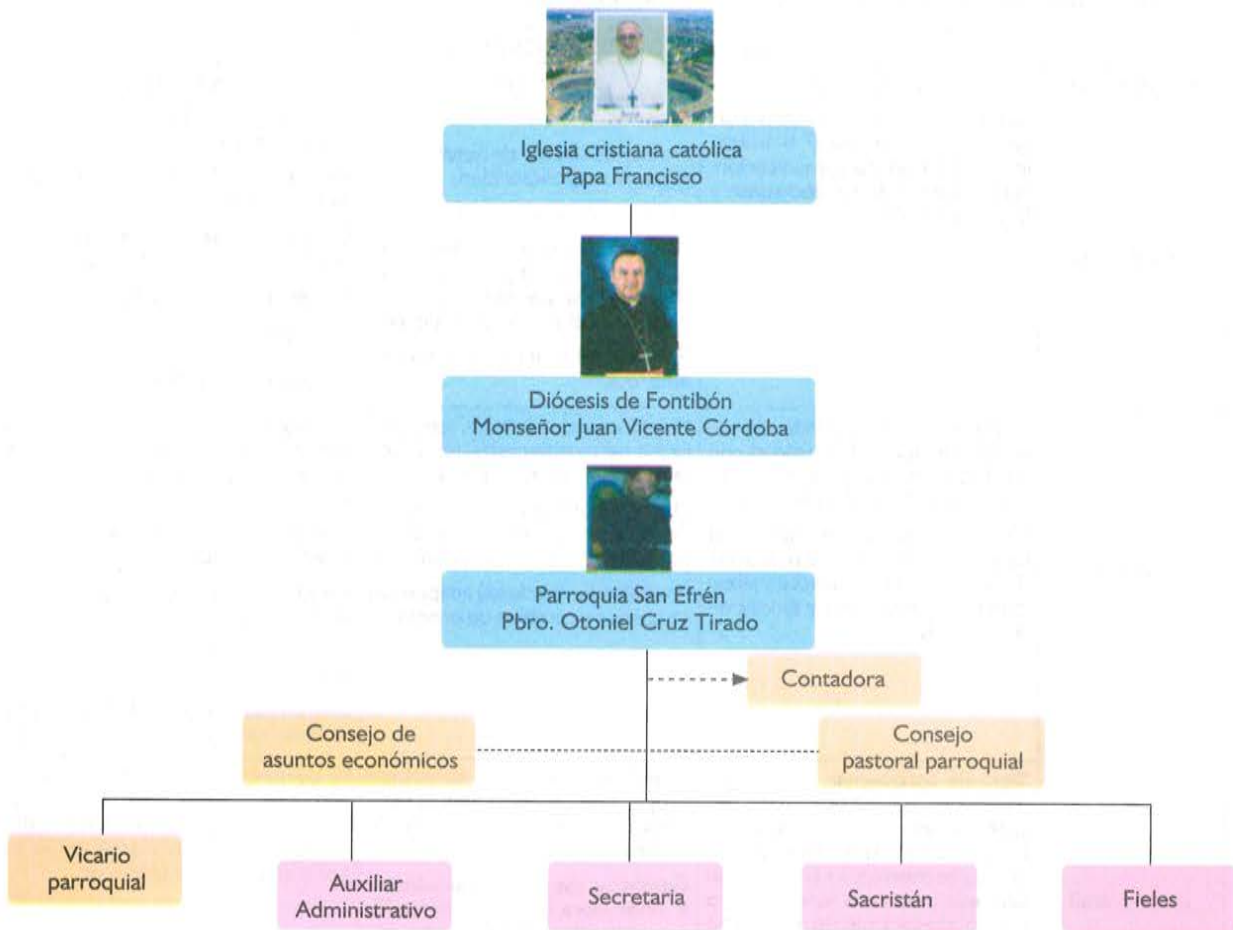 Iglesia cristiana católica
Papa Francisco
Diócesis de Fontibón
Monseñor Juan Vicente Córdoba
Parroquia San Efrén
Pbro. Otoniel Cruz Tirado
Contadora
Consejo de
asuntos económicos
Consejo
pastoral parroquial
Vicario
parroquial
Auxiliar
Administrativo
Secretaria
Sacristán
Fieles